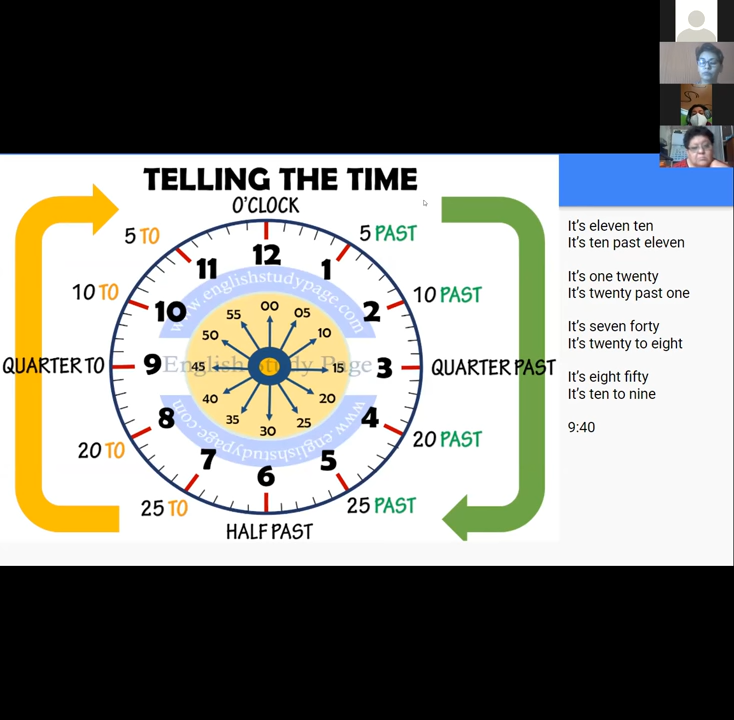 TELLING THE TIME
O'CLOCK
5 TO
5 PAST
12
11
1
www.englishstudypage.com
10 TO
10 PAST
10
2
00
55
05
50
10
QUARTER TO
9
English Study Page
45
15
3
QUARTER PAST
40
20
35
25
30
8
4
20 TO
20 PAST
www.englishstudypage.com
7
5
6
25 TO
25 PAST
HALF PAST
It's eleven ten
It's ten past eleven
It's one twenty
It's twenty past one
It's seven forty
It's twenty to eight
It's eight fifty
It's ten to nine
9:40